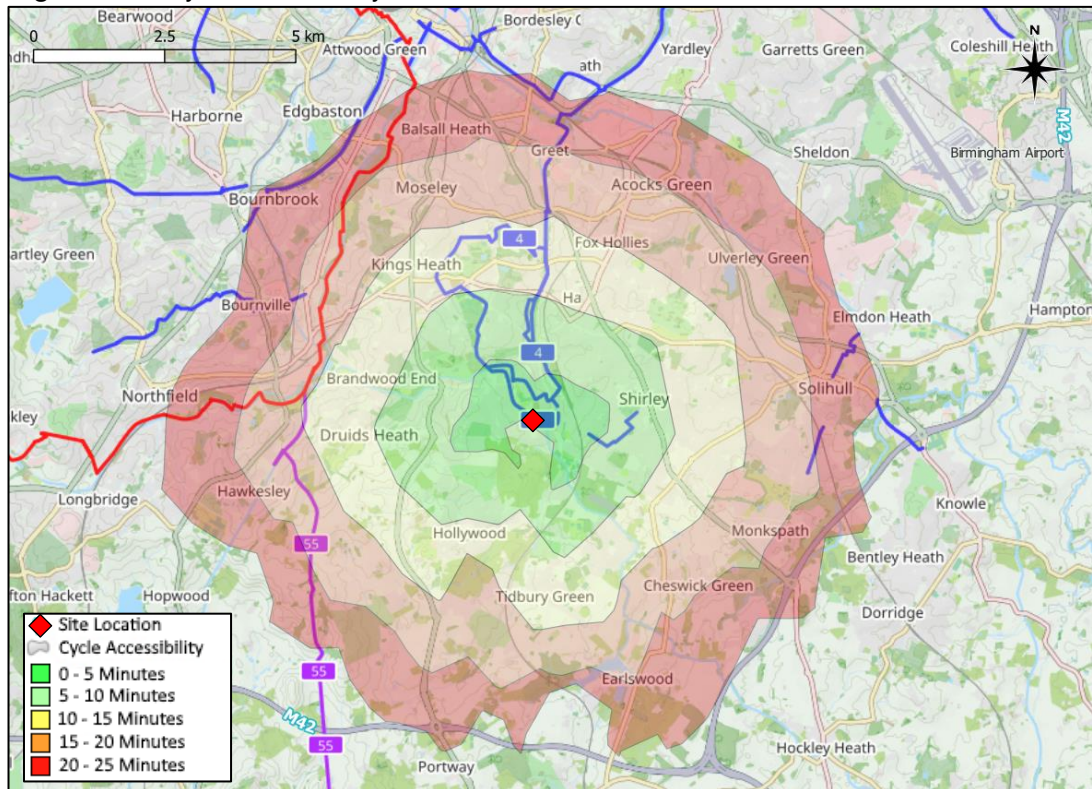 Bearwood
Bordesley C
0 2.5 5 km
Attwood Green
Yardley
Garretts Green
Coleshill Heath
N
ath
Harborne
Edgbaston
Balsall Heath
M42
Greet
Sheldon
Birmingham Airport
Moseley
Acocks Green
Bournbrook
4
Fox Hollies
artley Green
Kings Heath
Ulverley Green
Bournville
Ha
Hampton
Elmdon Heath
4
Brandwood End
Solihull
Northfield
Shirley
kley
Druids Heath
Hawkesley
Longbridge
Knowle
Hollywood
Monkspath
55
Bentley Heath
Cheswick Green
fton Hackett
Hopwood
Tidbury Green
Dorridge
Site Location
Cycle Accessibility
0 - 5 Minutes
55
Earlswood
5 - 10 Minutes
10 - 15 Minutes
M42
15 - 20 Minutes
55
Hockley Heath
20 - 25 Minutes
Portway